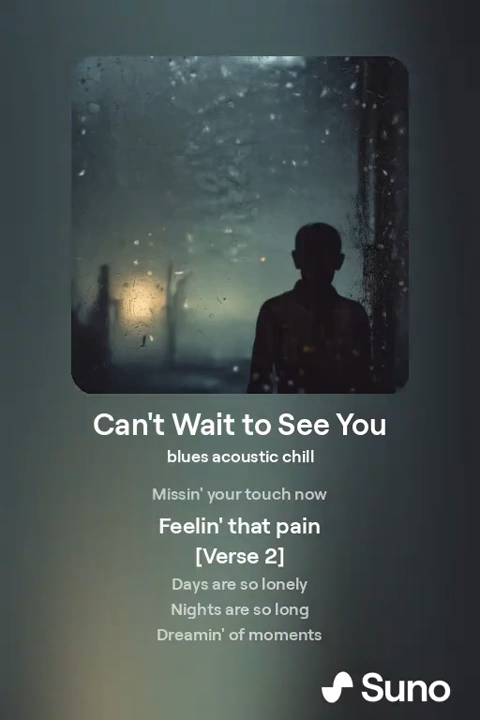 Can't Wait to See You
blues acoustic chill
Missin' your touch now
Feelin' that pain
[Verse 2]
Days are so lonely
Nights are so long
Dreamin' of moments
Suno